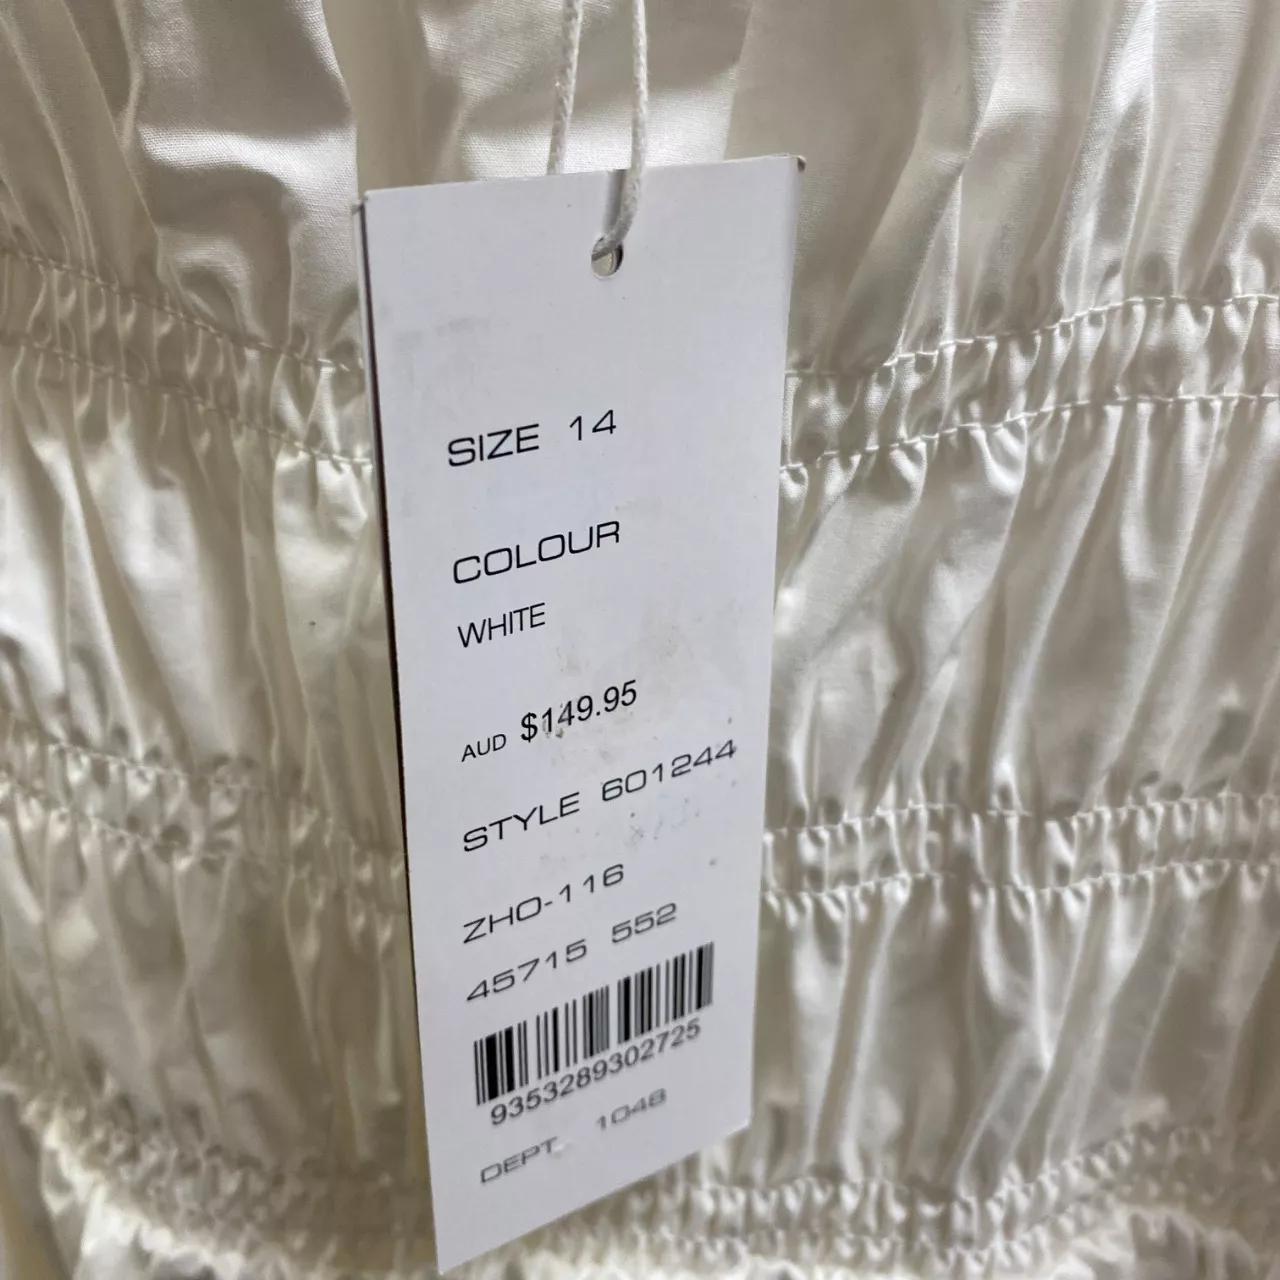 SIZE 14
COLOUR
WHITE
AUD $149.95
STYLE 601244
ZHO-116
45715 552
9353289302725
DEPT. 1048